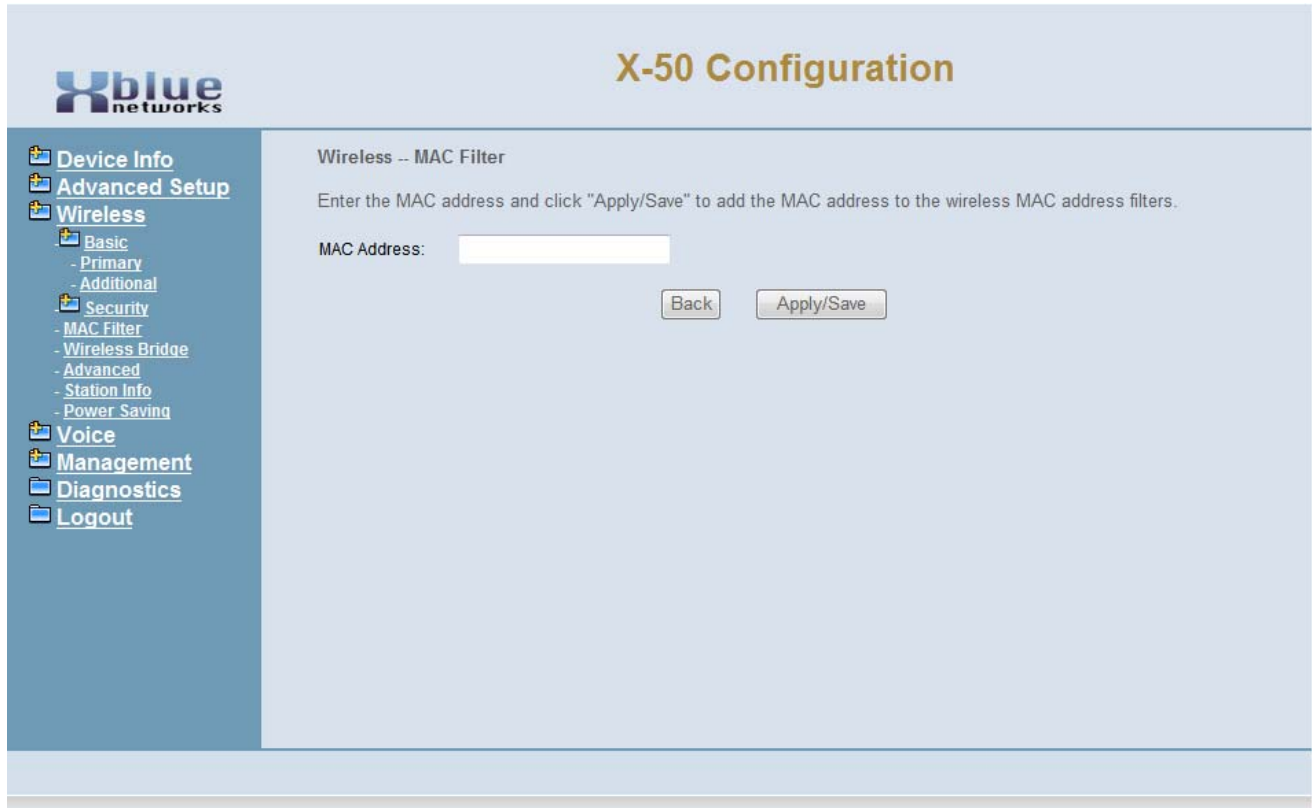 Xblue
networks
X-50 Configuration
Device Info
Advanced Setup
Wireless
- Basic
- Primary
- Additional
- Security
- MAC Filter
- Wireless Bridge
- Advanced
- Station Info
- Power Saving
Voice
Management
Diagnostics
Logout
Wireless -- MAC Filter
Enter the MAC address and click "Apply/Save" to add the MAC address to the wireless MAC address filters.
MAC Address:
Back Apply/Save